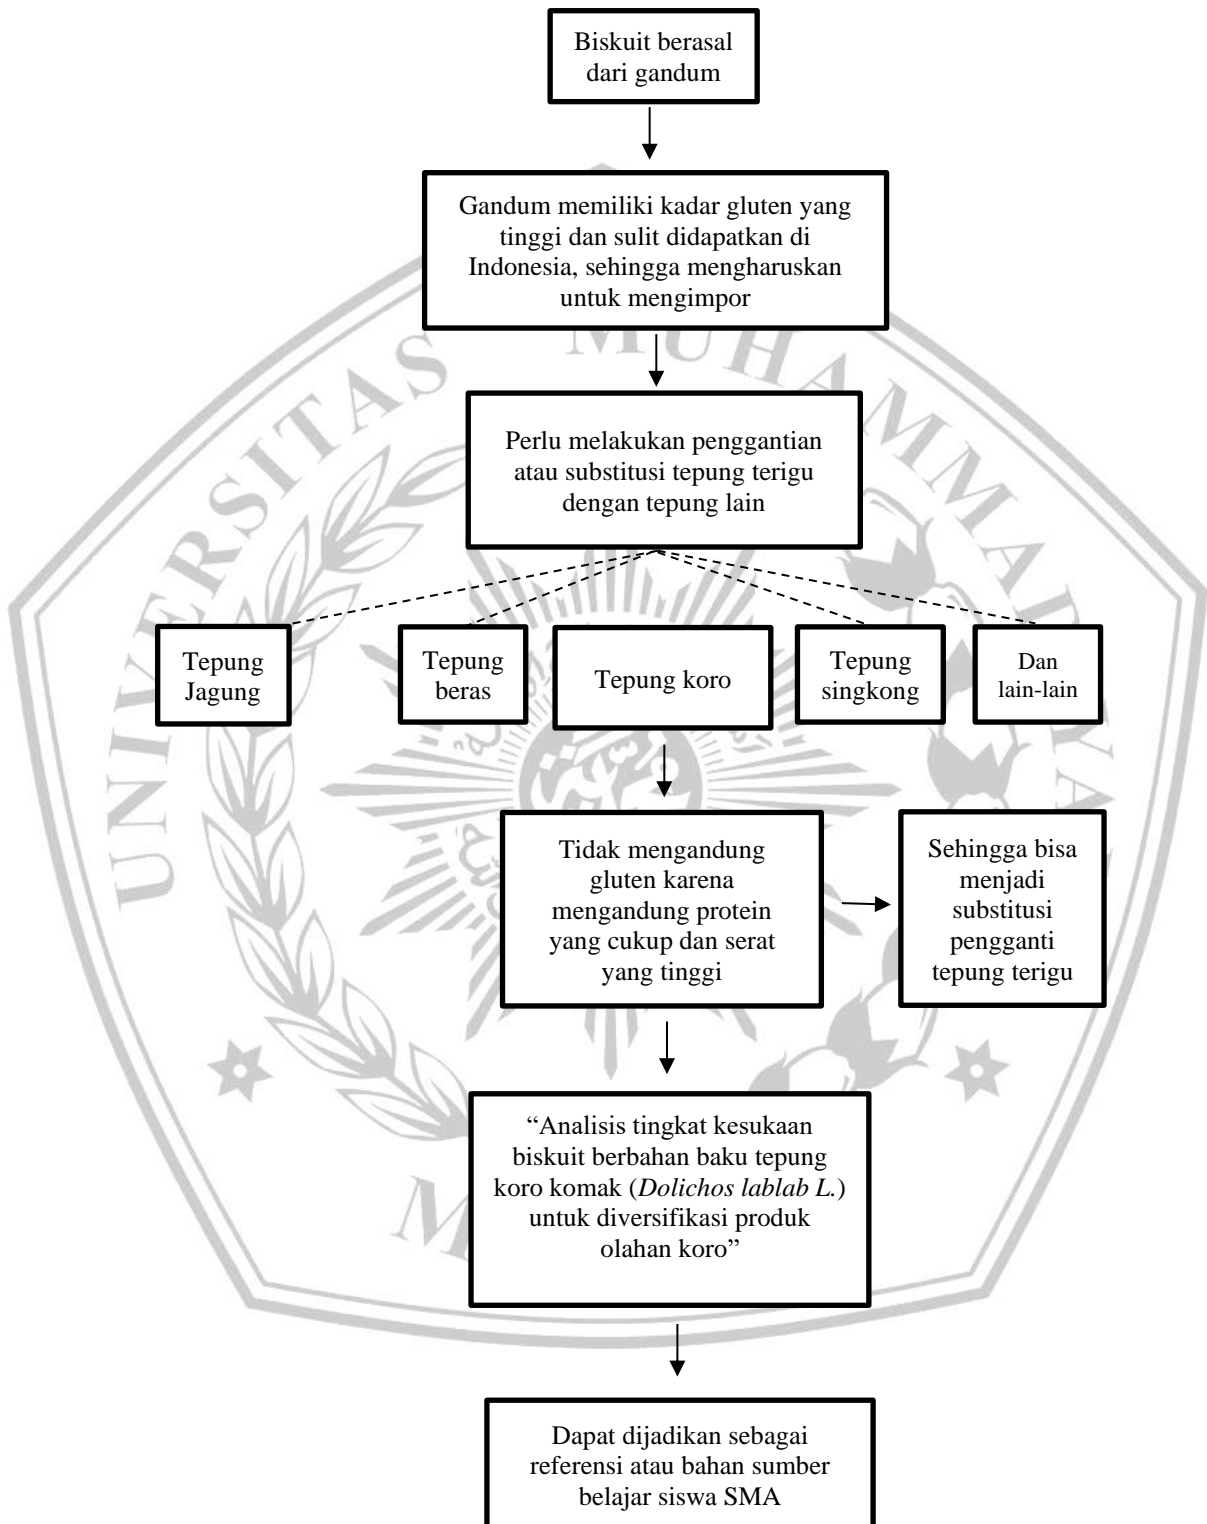 Biskuit berasal
dari gandum
Gandum memiliki kadar gluten yang
tinggi dan sulit didapatkan di
Indonesia, sehingga mengharuskan
untuk mengimpor
UNIVERSITAS MUHAMMADIYA
Perlu melakukan penggantian
atau substitusi tepung terigu
dengan tepung lain
Tepung
Jagung
Tepung
beras
Tepung koro
Tepung
singkong
Dan
lain-lain
Tidak mengandung
gluten karena
mengandung protein
yang cukup dan serat
yang tinggi
Sehingga bisa
menjadi
substitusi
pengganti
tepung terigu
“Analisis tingkat kesukaan
biskuit berbahan baku tepung
koro komak (Dolichos lablab L.)
untuk diversifikasi produk
olahan koro”
Dapat dijadikan sebagai
referensi atau bahan sumber
belajar siswa SMA